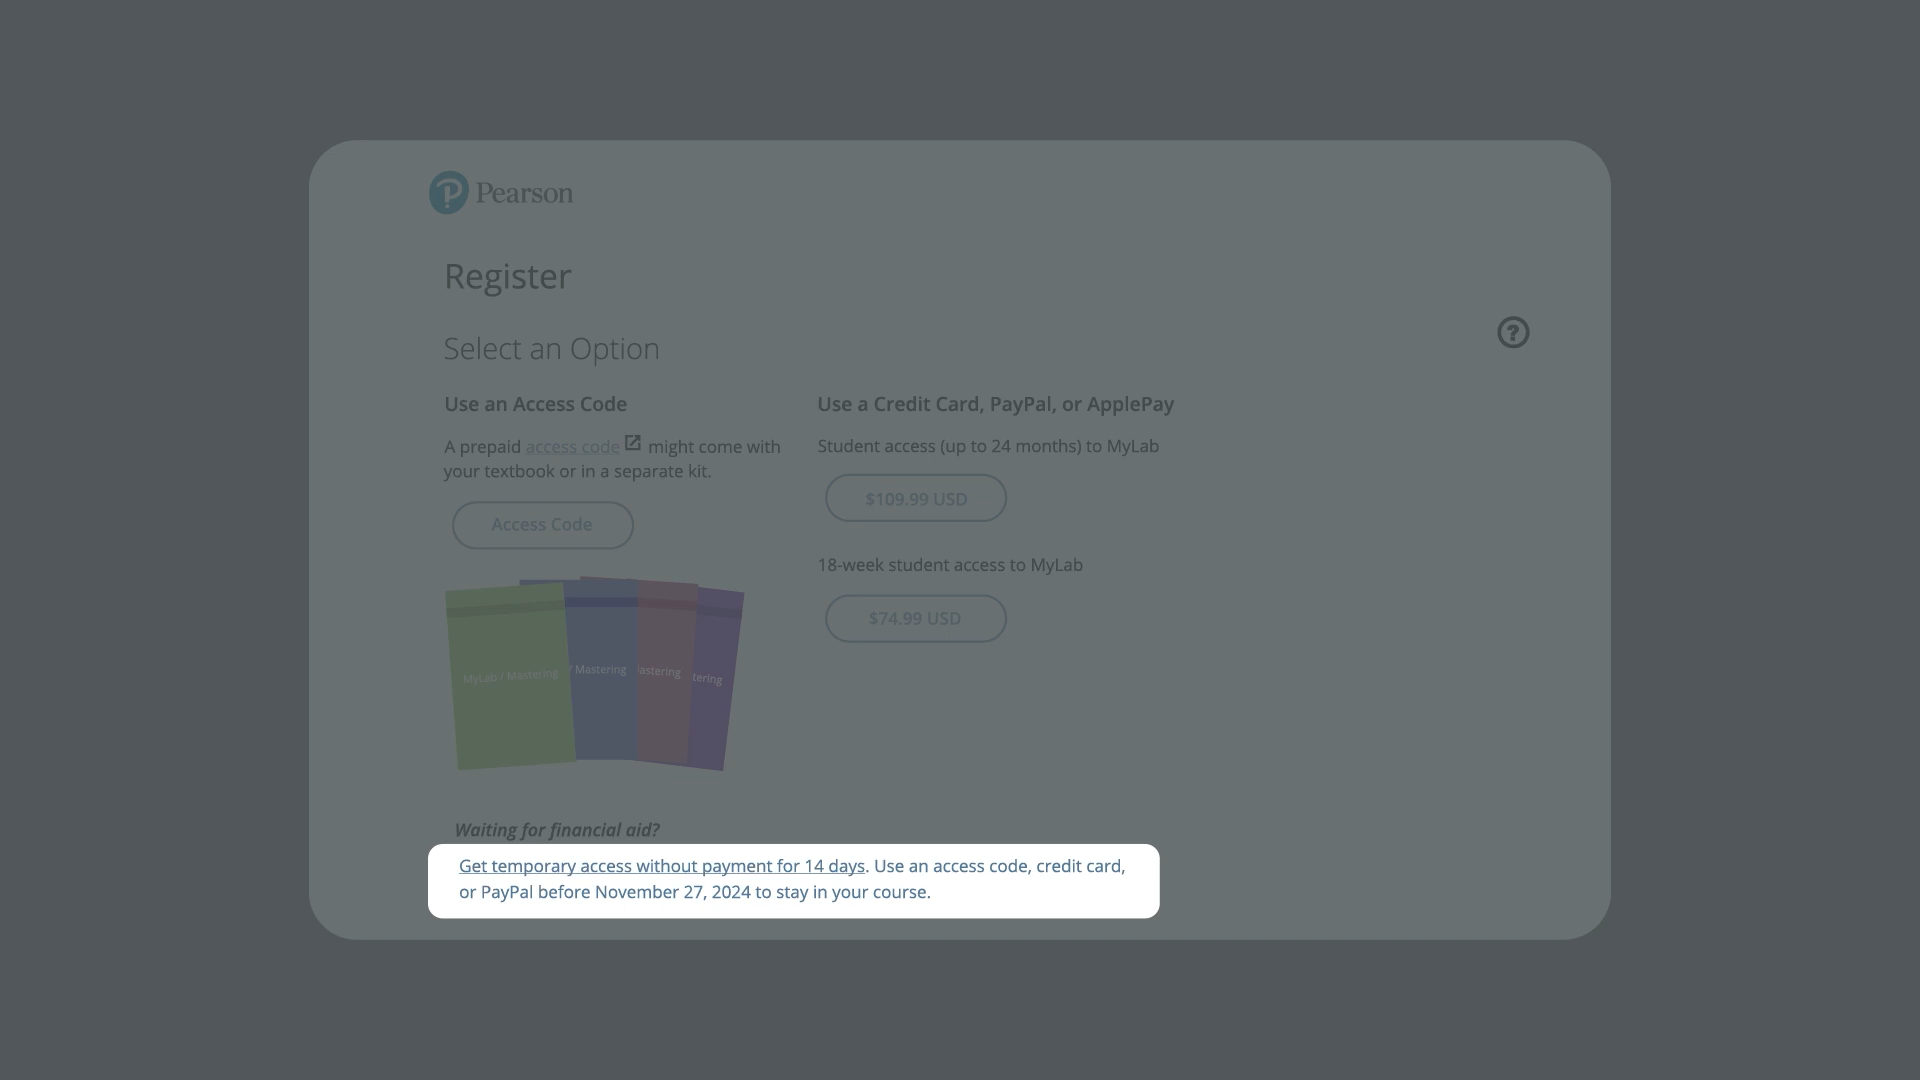 Pearson
Register
Select an Option
?
Use an Access Code
A prepaid access code might come with
your textbook or in a separate kit.
Access Code
MyLab / Mastering
/ Mastering
astering
tering
Use a Credit Card, PayPal, or ApplePay
Student access (up to 24 months) to MyLab
$109.99 USD
18-week student access to MyLab
$74.99 USD
Waiting for financial aid?
Get temporary access without payment for 14 days. Use an access code, credit card,
or PayPal before November 27, 2024 to stay in your course.